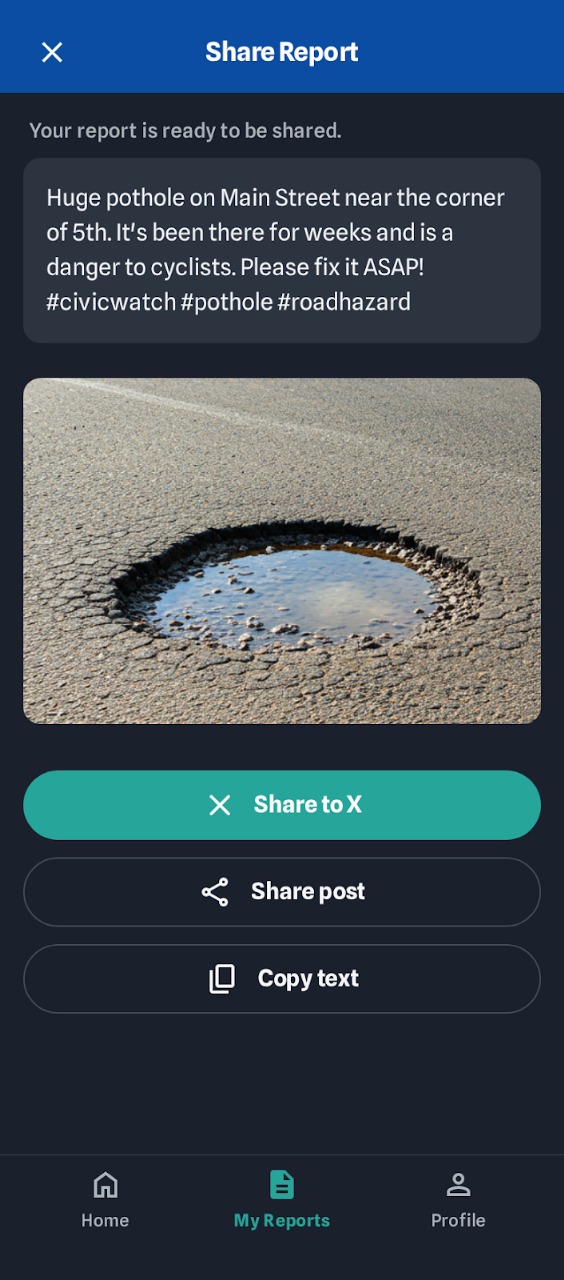 Share Report
Your report is ready to be shared.
Huge pothole on Main Street near the corner
of 5th. It's been there for weeks and is a
danger to cyclists. Please fix it ASAP!
#civicwatch #pothole #roadhazard
Share to X
Share post
Copy text
Home
My Reports
Profile